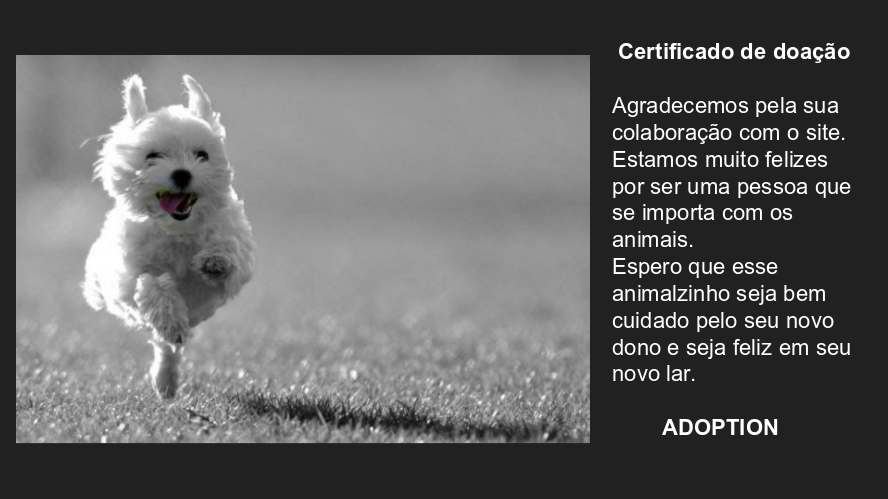 Certificado de doação
Agradecemos pela sua
colaboração com o site.
Estamos muito felizes
por ser uma pessoa que
se importa com os
animais.
Espero que esse
animalzinho seja bem
cuidado pelo seu novo
dono e seja feliz em seu
novo lar.
ADOPTION